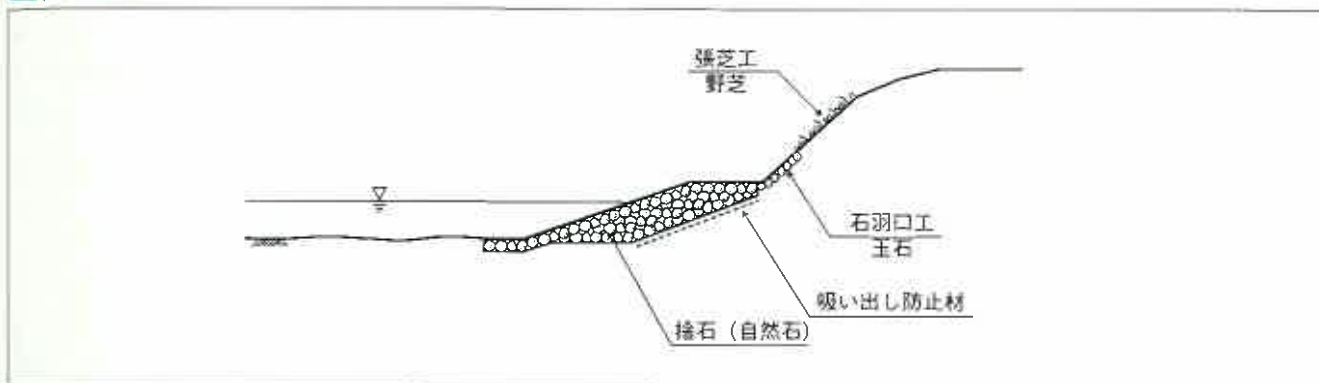 張芝工
野芝
石羽口工
玉石
吸い出し防止材
捨石（自然石）